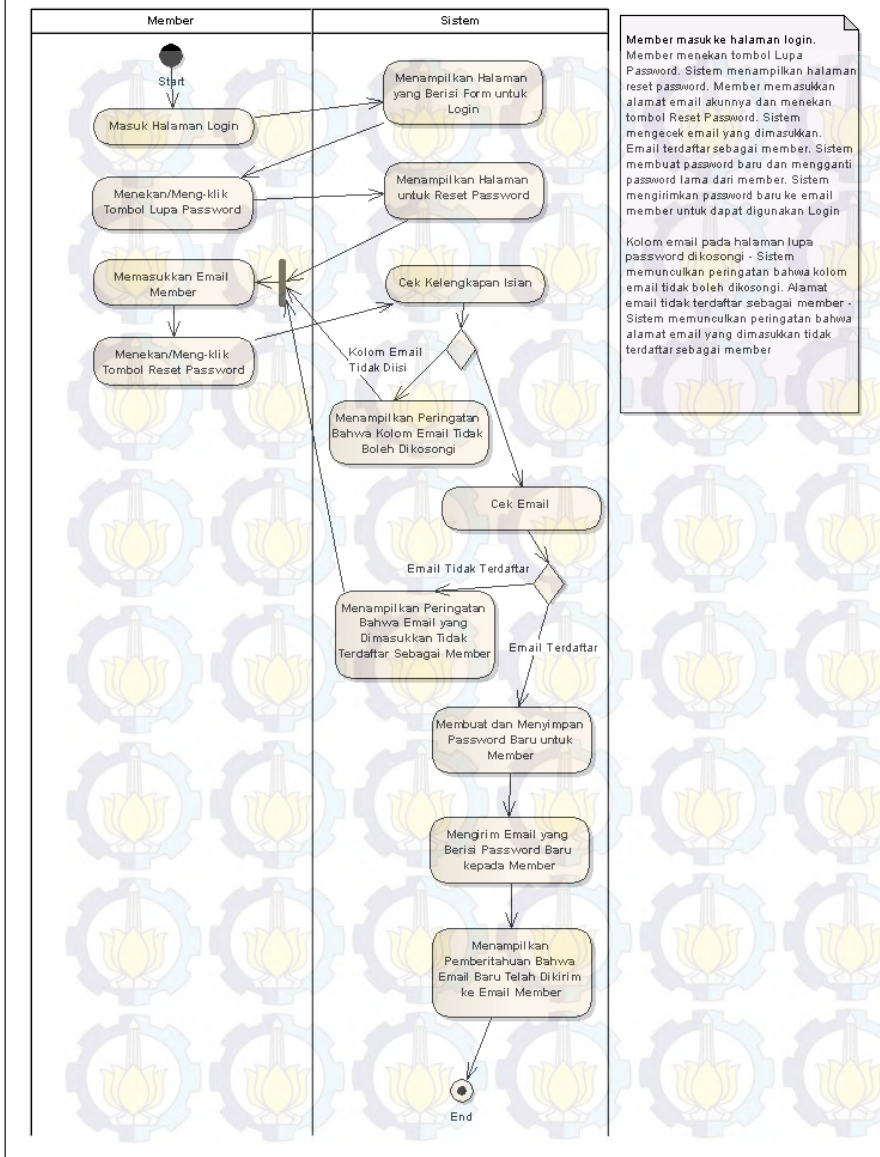 Member
Sistem
Start
Masuk Halaman Login
Menampilkan Halaman
yang Berisi Form untuk
Login
Menekan/Meng-klik
Tombol Lupa Password
Menampilkan Halaman
untuk Reset Password
Memasukkan Email
Member
Cek Kelengkapan Isian
Menekan/Meng-klik
Tombol Reset Password
Kolom Email
Tidak Diisi
Menampilkan Peringatan
Bahwa Kolom Email Tidak
Boleh Dikosongi
Cek Email
Email Tidak Terdaftar
Menampilkan Peringatan
Bahwa Email yang
Dimasukkan Tidak
Terdaftar Sebagai Member
Email Terdaftar
Membuat dan Menyimpan
Password Baru untuk
Member
Mengirim Email yang
Berisi Password Baru
kepada Member
Menampilkan
Pemberitahuan Bahwa
Email Baru Telah Dikirim
ke Email Member
End
Member masuk ke halaman login.
Member menekan tombol Lupa
Password. Sistem menampilkan halaman
reset password. Member memasukkan
alamat email akunnya dan menekan
tombol Reset Password. Sistem
mengecek email yang dimasukkan.
Email terdaftar sebagai member. Sistem
membuat password baru dan mengganti
password lama dari member. Sistem
mengirimkan password baru ke email
member untuk dapat digunakan Login
Kolom email pada halaman lupa
password dikosongi - Sistem
memunculkan peringatan bahwa kolom
email tidak boleh dikosongi. Alamat
email tidak terdaftar sebagai member -
Sistem memunculkan peringatan bahwa
alamat email yang dimasukkan tidak
terdaftar sebagai member